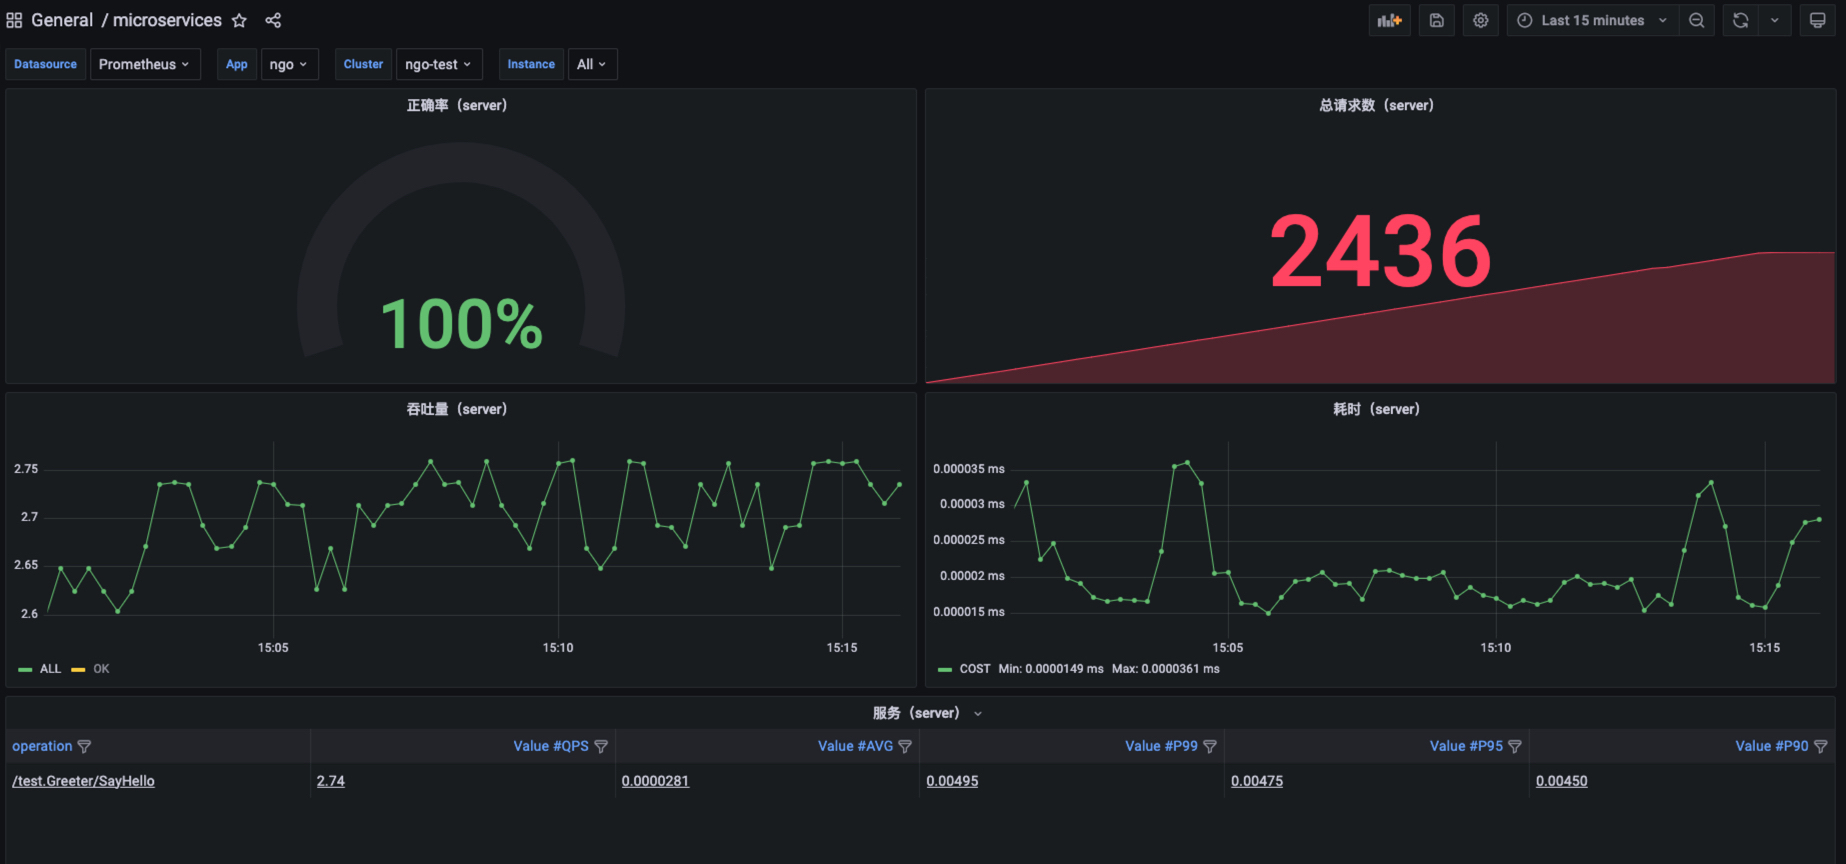 General / microservices
Last 15 minutes
Datasource Prometheus App ngo Cluster ngo-test Instance All
正确率（server）
100%
总请求数（server）
2436
吞吐量（server）
2.75
2.7
2.65
2.6
15:05 15:10 15:15
ALL OK
耗时（server）
0.000035 ms
0.00003 ms
0.000025 ms
0.00002 ms
0.000015 ms
15:05 15:10 15:15
COST Min: 0.0000149 ms Max: 0.0000361 ms
服务（server）
operation Value #QPS Value #AVG Value #P99 Value #P95 Value #P90
/test.Greeter/SayHello 2.74 0.0000281 0.00495 0.00475 0.00450